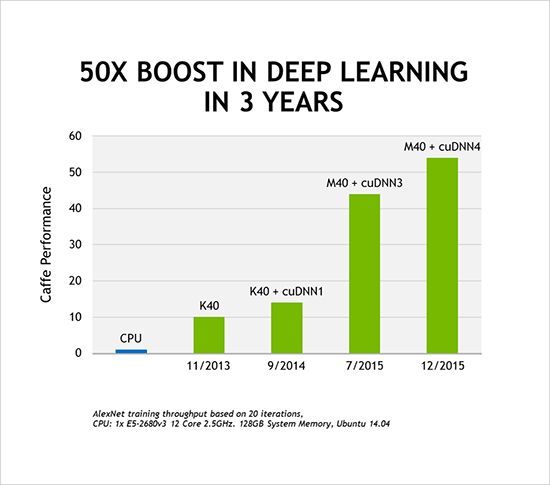 50X BOOST IN DEEP LEARNING
IN 3 YEARS
Caffe Performance
60
50
40
30
20
10
0
CPU
K40
K40 + cuDNN1
M40 + cuDNN3
M40 + cuDNN4
11/2013
9/2014
7/2015
12/2015
AlexNet training throughput based on 20 iterations,
CPU: 1x E5-2680v3 12 Core 2.5GHz. 128GB System Memory, Ubuntu 14.04